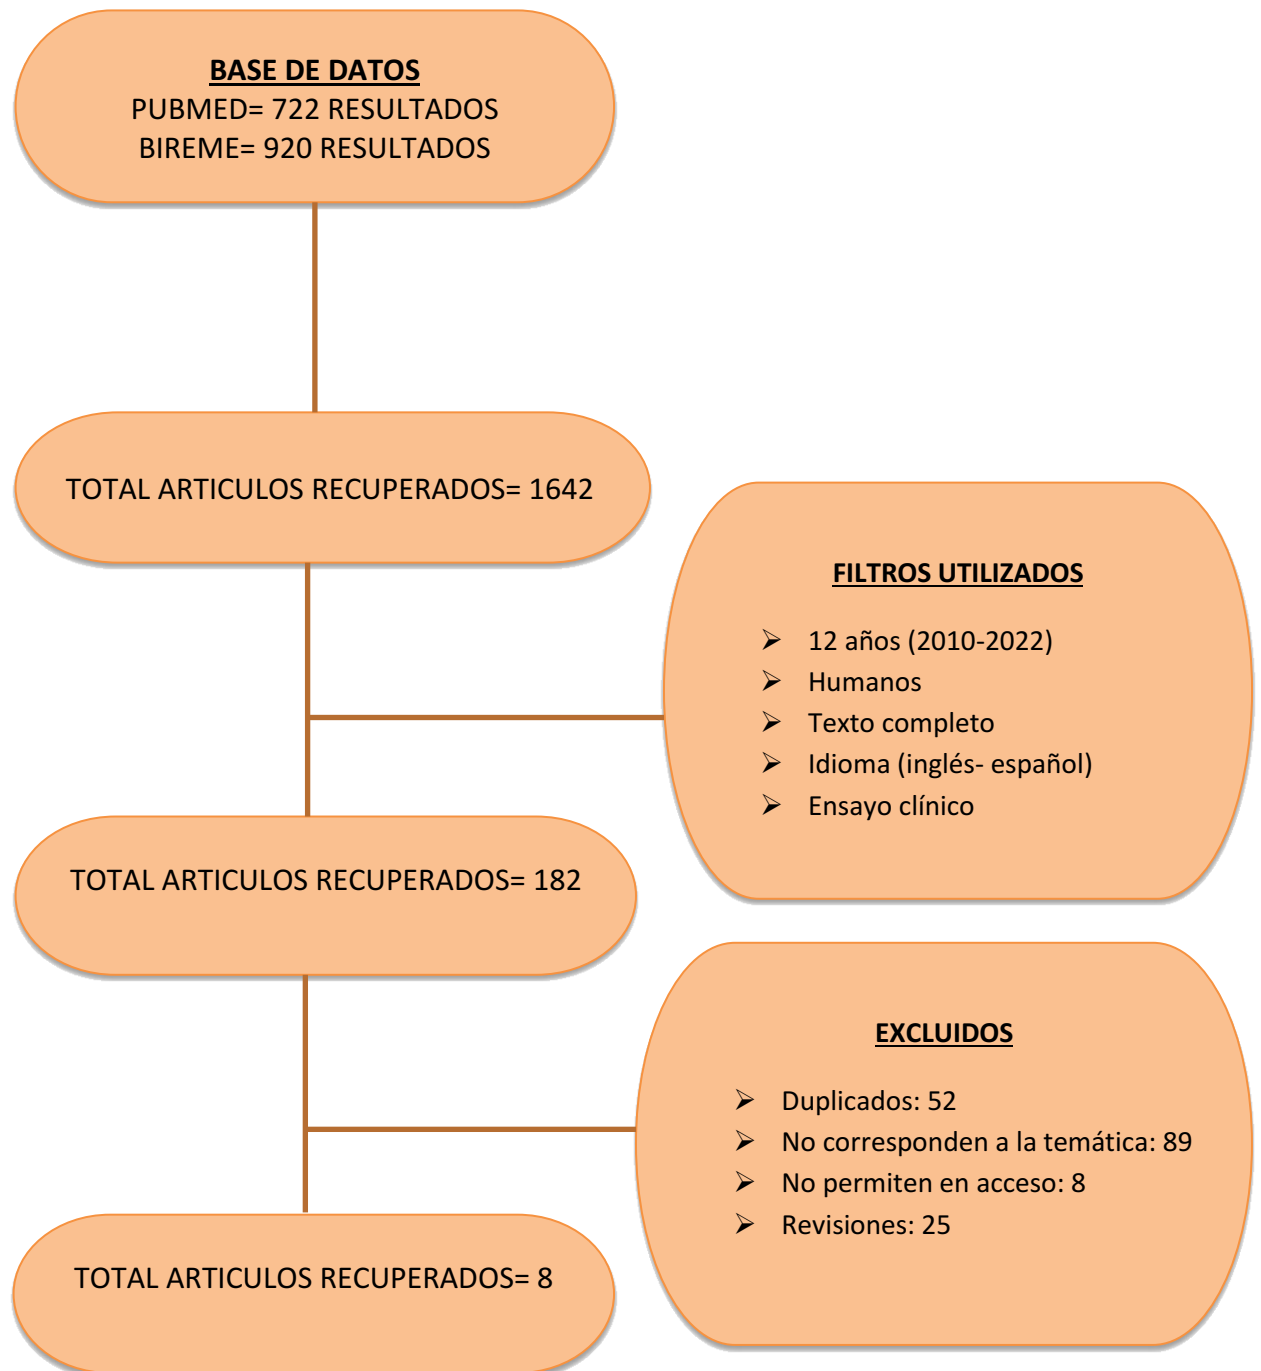 BASE DE DATOS
PUBMED= 722 RESULTADOS
BIREME= 920 RESULTADOS
TOTAL ARTICULOS RECUPERADOS= 1642
FILTROS UTILIZADOS
➢ 12 años (2010-2022)
➢ Humanos
➢ Texto completo
➢ Idioma (inglés- español)
➢ Ensayo clínico
TOTAL ARTICULOS RECUPERADOS= 182
EXCLUIDOS
➢ Duplicados: 52
➢ No corresponden a la temática: 89
➢ No permiten en acceso: 8
➢ Revisiones: 25
TOTAL ARTICULOS RECUPERADOS= 8